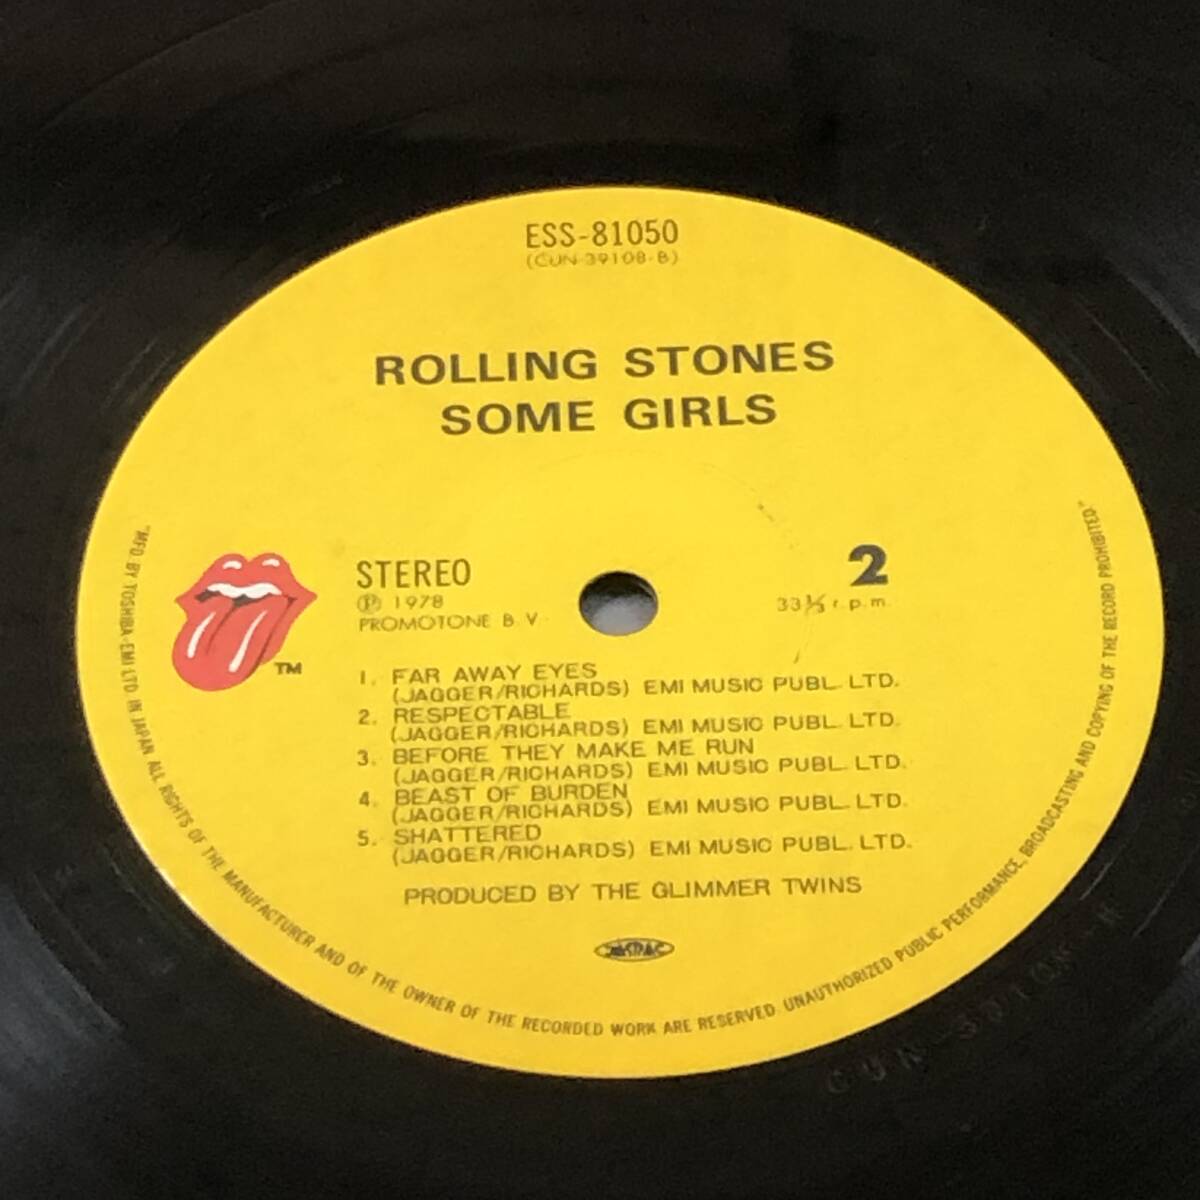 ESS-81050
(CUN-39108-B)
ROLLING STONES
SOME GIRLS
STEREO
Ⓟ 1978
PROMOTONE B.V.
2
33⅓ r.p.m.
TM
1. FAR AWAY EYES
(JAGGER/RICHARDS) EMI MUSIC PUBL. LTD.
2. RESPECTABLE
(JAGGER/RICHARDS) EMI MUSIC PUBL. LTD.
3. BEFORE THEY MAKE ME RUN
(JAGGER/RICHARDS) EMI MUSIC PUBL. LTD.
4. BEAST OF BURDEN
(JAGGER/RICHARDS) EMI MUSIC PUBL. LTD.
5. SHATTERED
(JAGGER/RICHARDS) EMI MUSIC PUBL. LTD.
PRODUCED BY THE GLIMMER TWINS
JASRAC
"MFD. BY TOSHIBA-EMI LTD. IN JAPAN ALL RIGHTS OF THE MANUFACTURER AND OF THE OWNER OF THE RECORDED WORK ARE RESERVED. UNAUTHORIZED PUBLIC PERFORMANCE, BROADCASTING AND COPYING OF THE RECORD PROHIBITED"